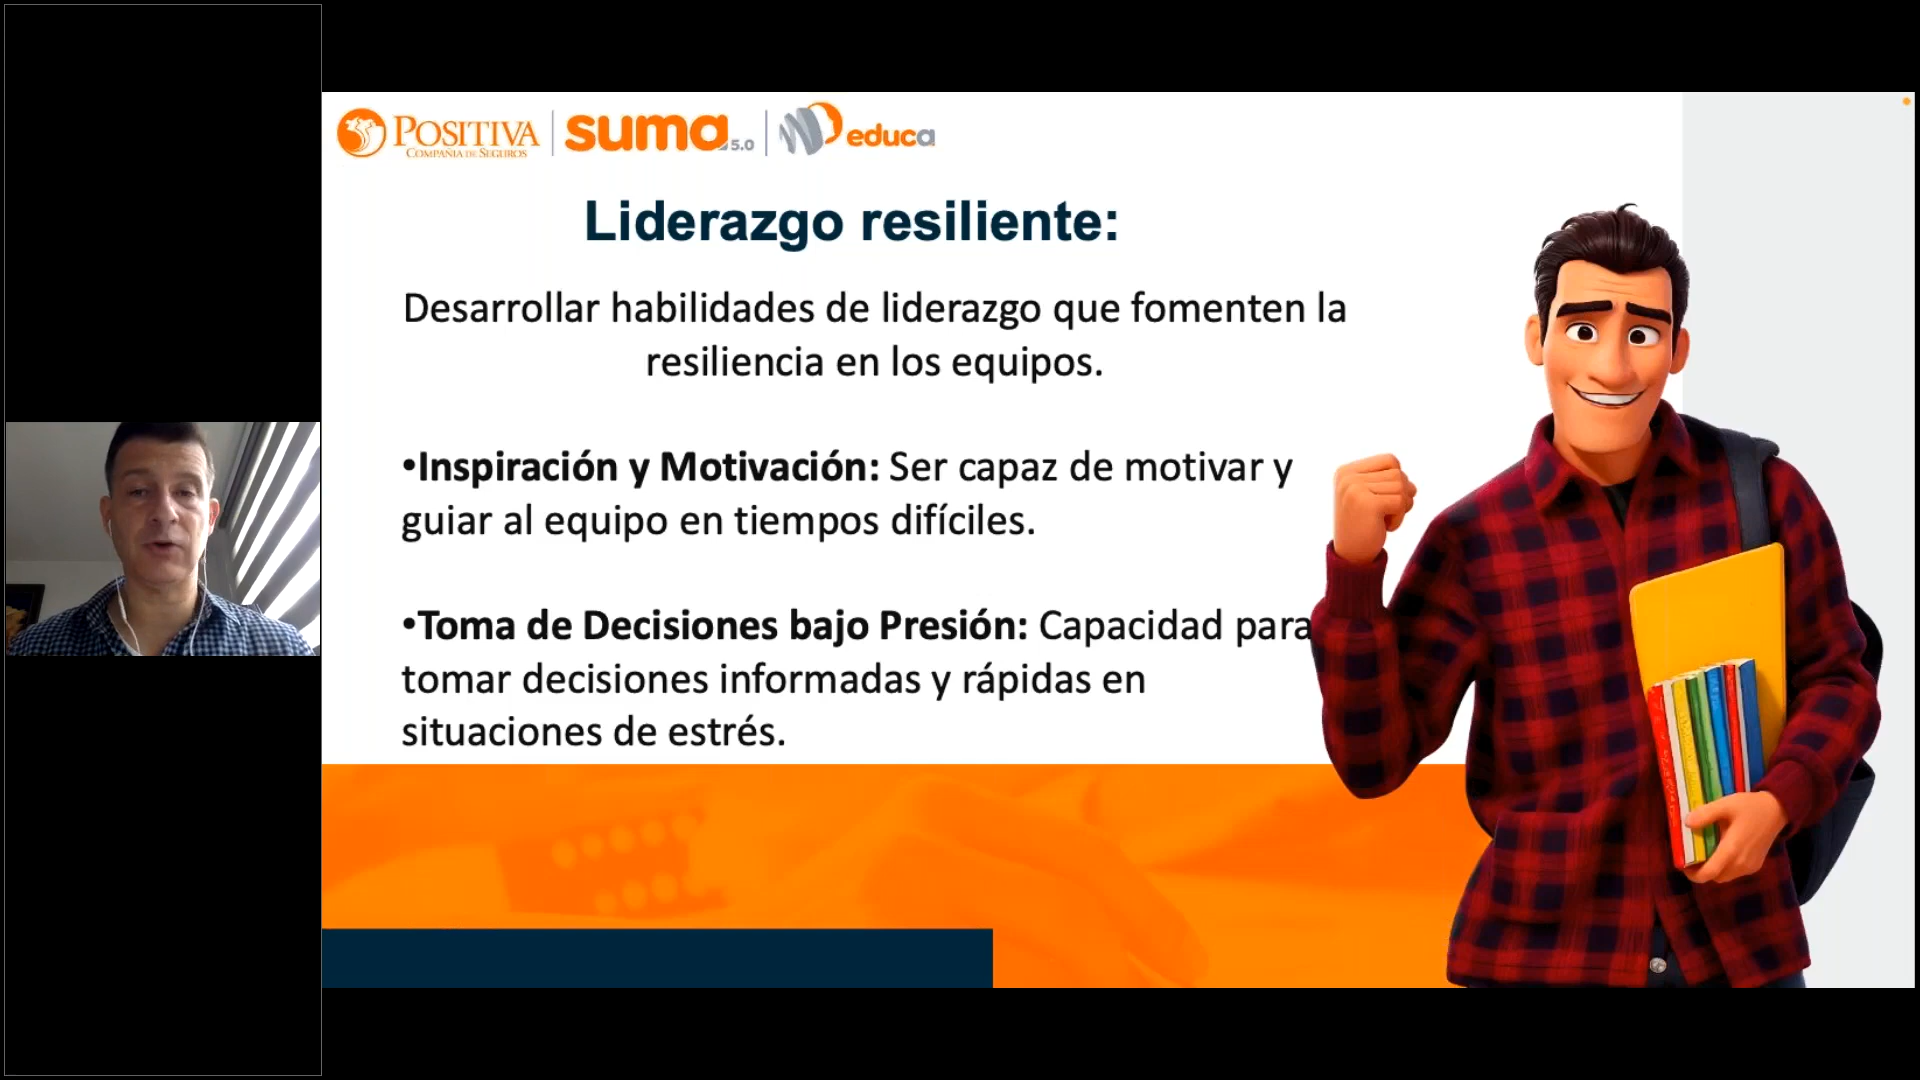 POSITIVA
COMPAÑÍA DE SEGUROS
suma 5.0
educa
Liderazgo resiliente:
Desarrollar habilidades de liderazgo que fomenten la
resiliencia en los equipos.
•Inspiración y Motivación: Ser capaz de motivar y
guiar al equipo en tiempos difíciles.
•Toma de Decisiones bajo Presión: Capacidad para
tomar decisiones informadas y rápidas en
situaciones de estrés.